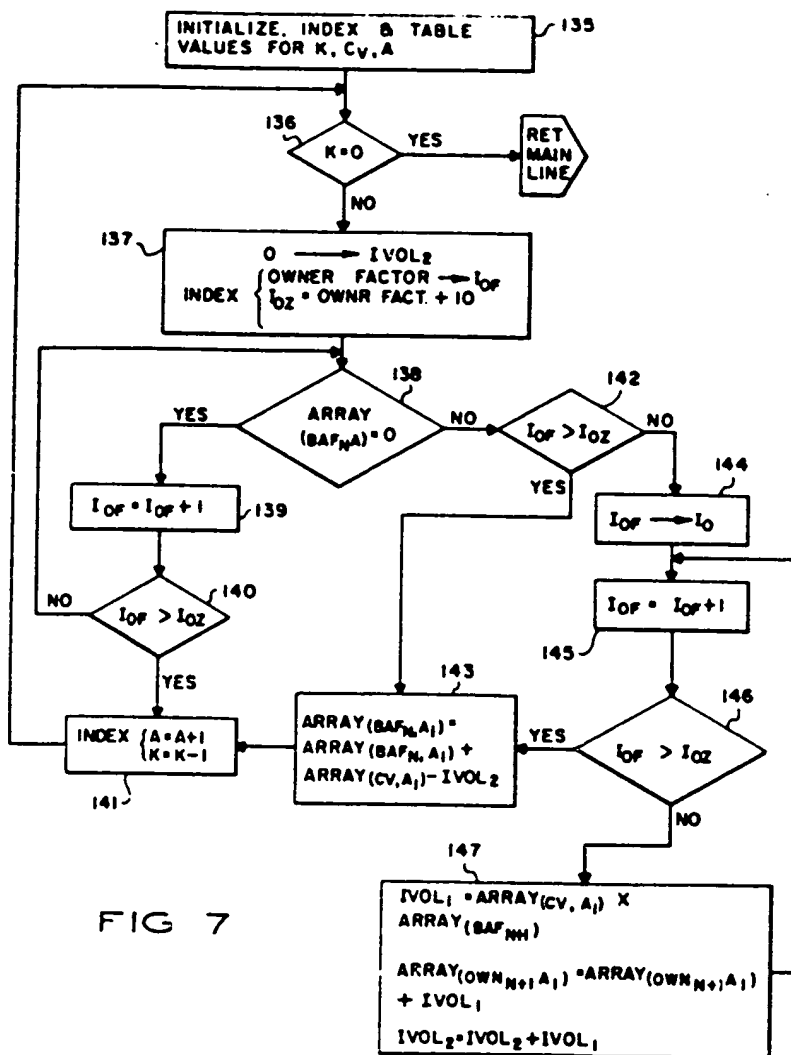 INITIALIZE, INDEX & TABLE
VALUES FOR K, Cv, A
135
136
K=0
YES
RET
MAIN
LINE
NO
137
0 → IVOL2
INDEX { OWNER FACTOR → IOF
IOZ = OWNR FACT. + 10
138
YES
ARRAY
(BAFNA)=0
NO
142
IOF > IOZ
NO
YES
144
IOF → IO
IOF = IOF+1
139
IOF = IOF+1
145
NO
IOF > IOZ
140
YES
143
ARRAY(BAFN, A1)=
ARRAY(BAFN, A1)+
ARRAY(CV, A1)-IVOL2
YES
146
IOF > IOZ
NO
INDEX { A=A+1
K=K-1
141
147
IVOL1 = ARRAY(CV, A1) X
ARRAY(BAFN+1)
ARRAY(OWNN+1 A1)=ARRAY(OWNN+1 A1)
+ IVOL1
IVOL2=IVOL2+IVOL1
FIG 7